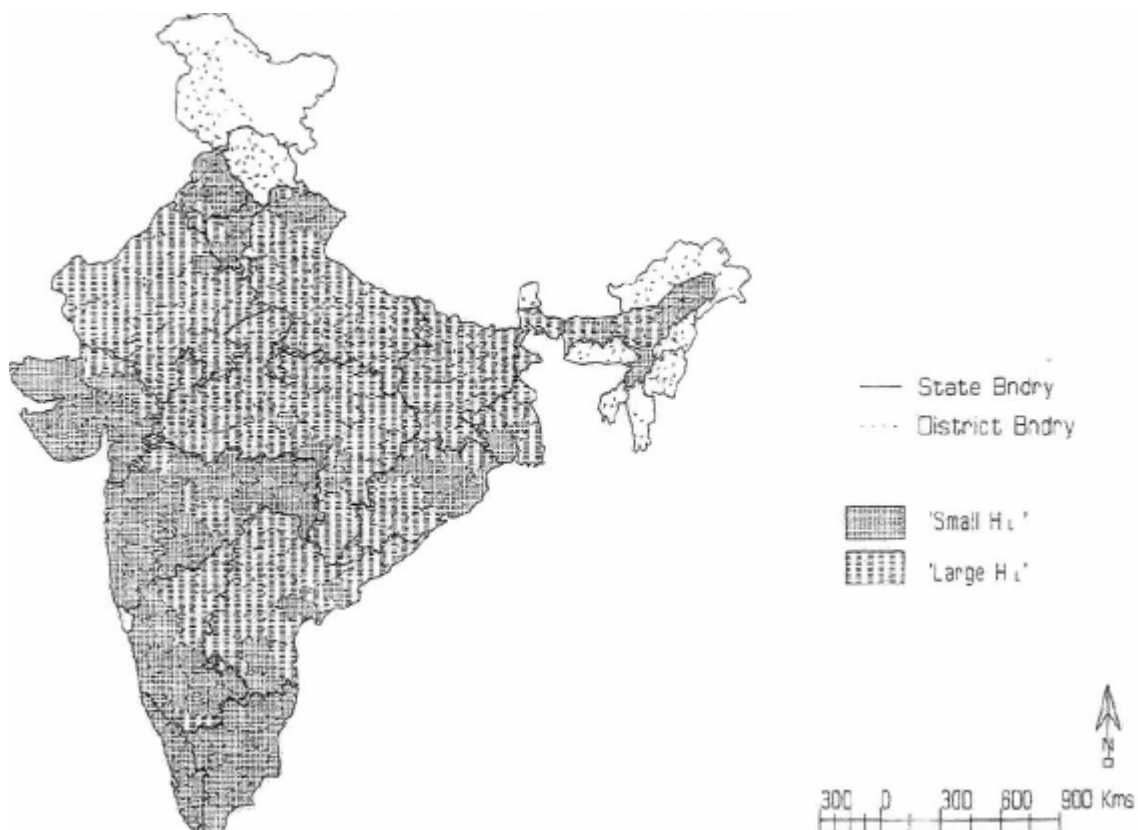 State Bndry
District Bndry
'Small H L'
'Large H L'
N
300 0 300 600 900 Kms